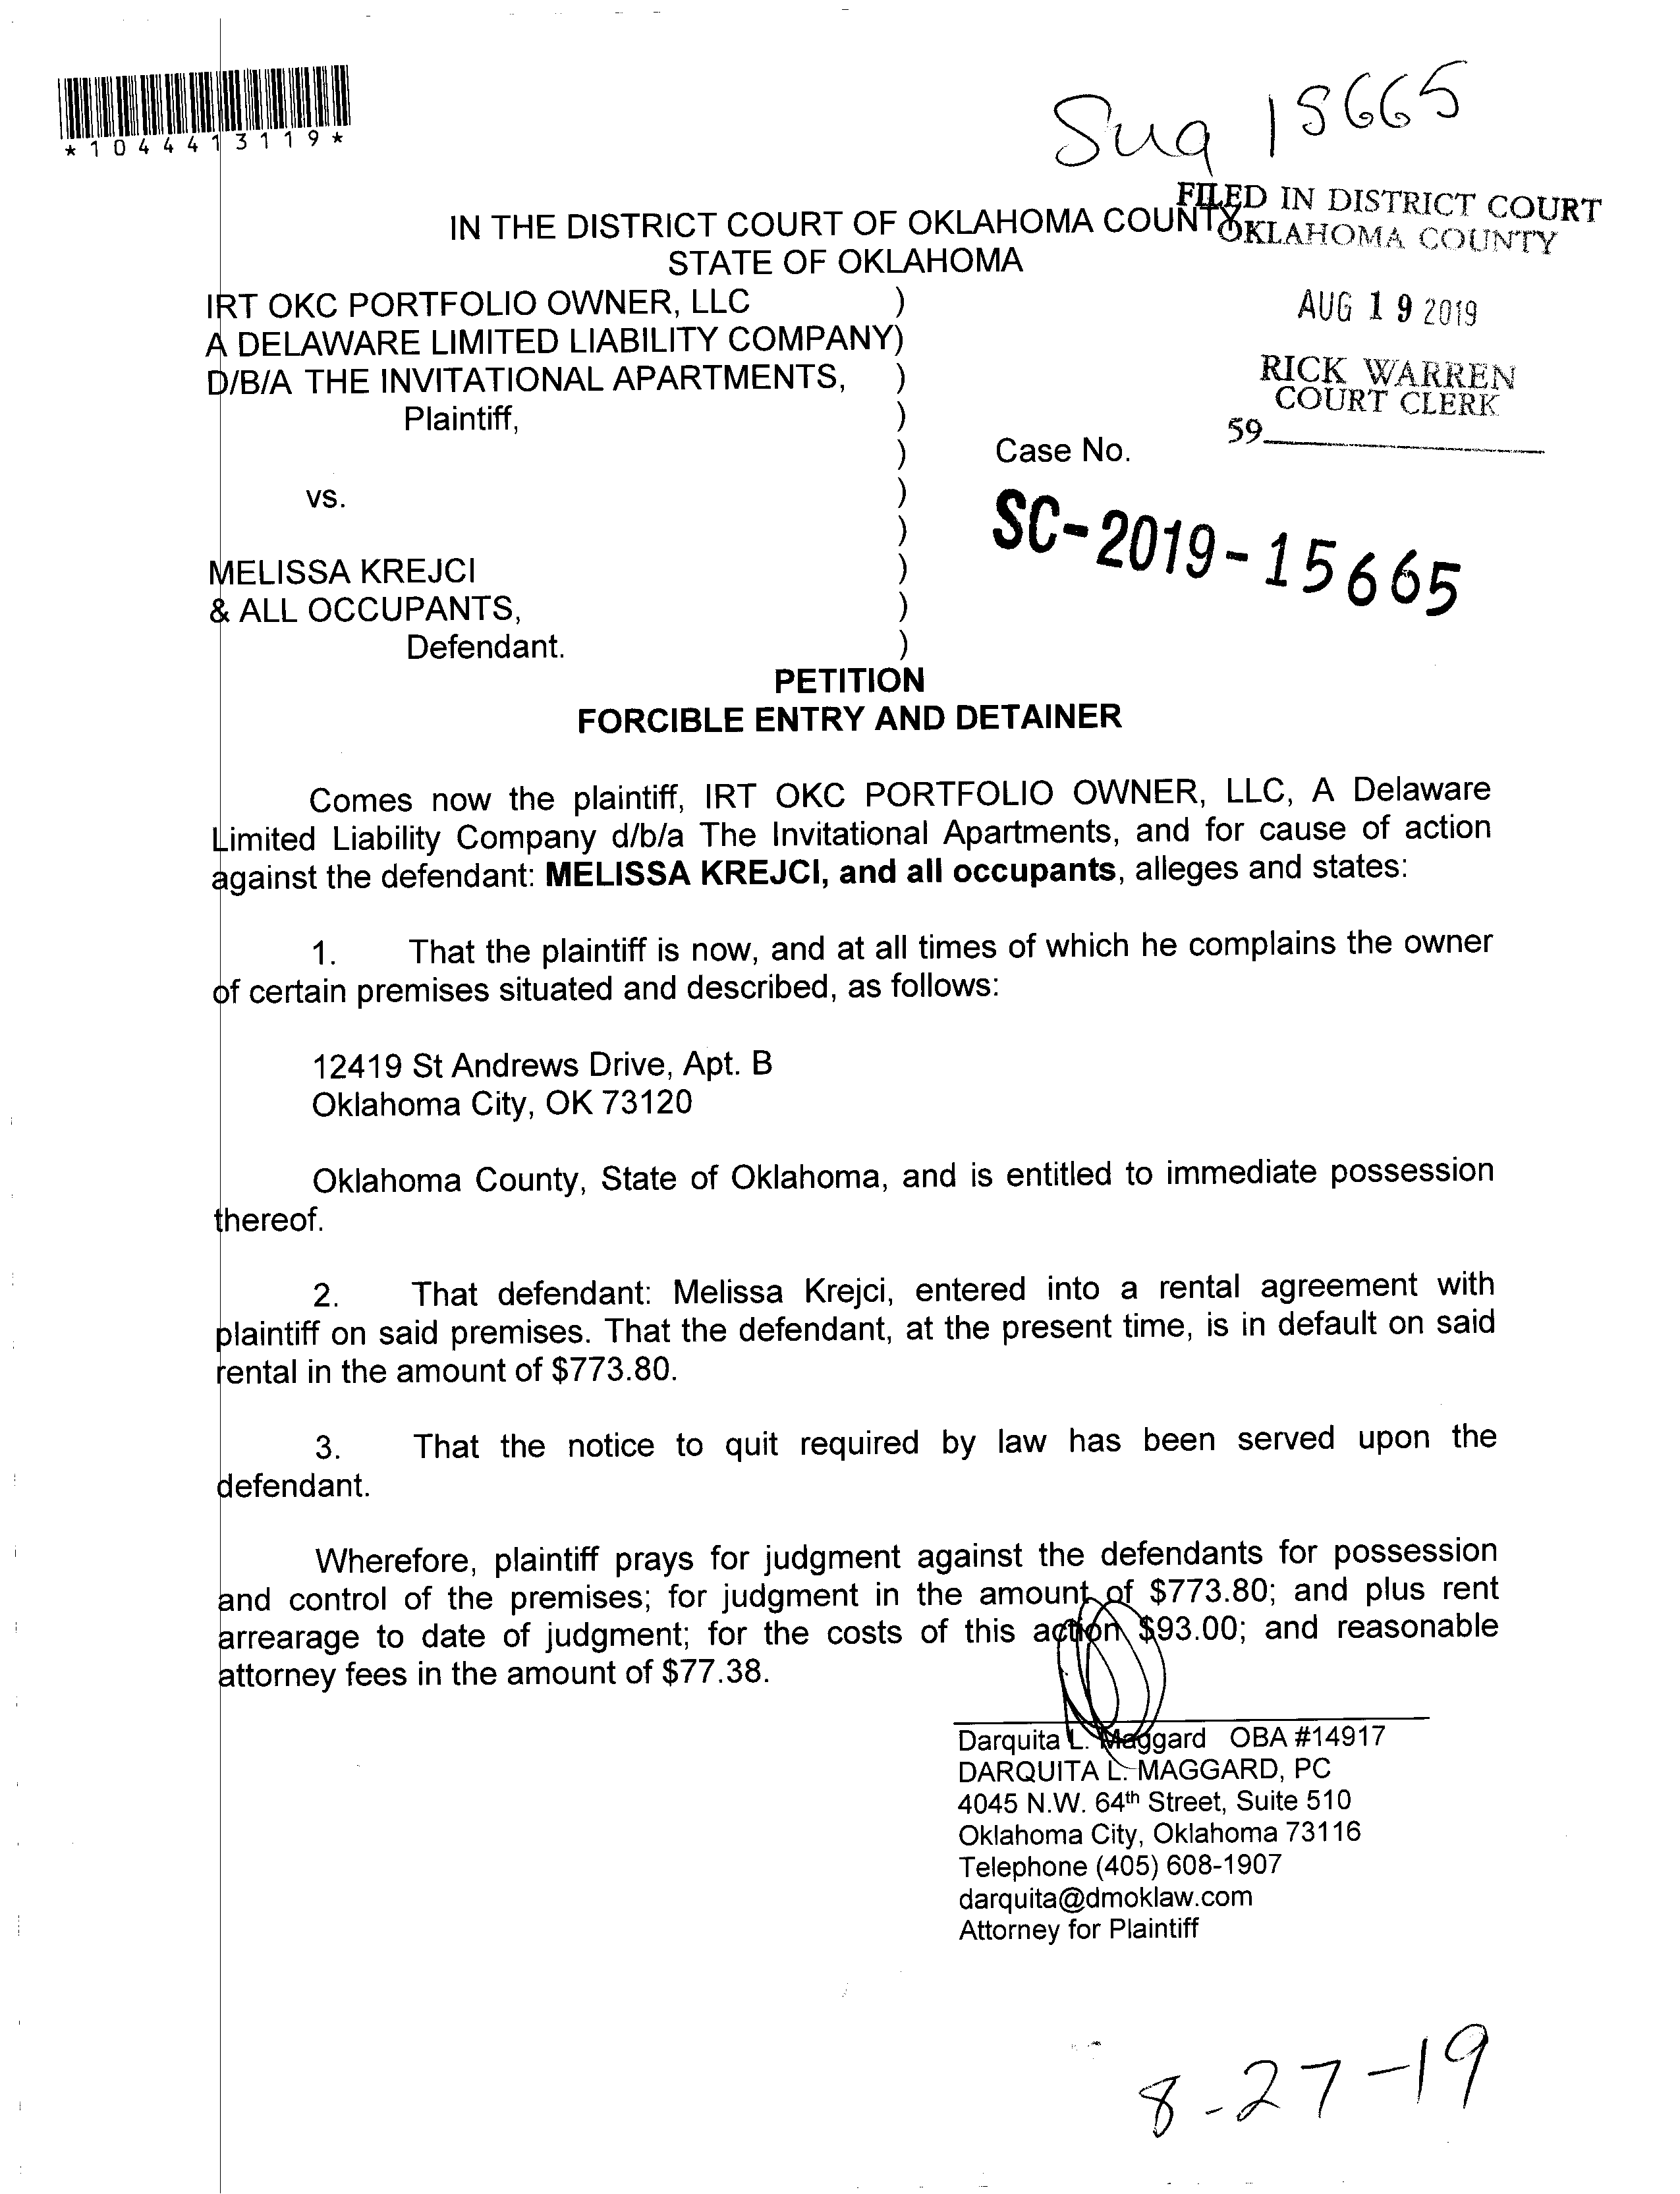 *1044413119*
Sug 15665
FILED IN DISTRICT COURT
OKLAHOMA COUNTY
IN THE DISTRICT COURT OF OKLAHOMA COUNTY
STATE OF OKLAHOMA
AUG 19 2019
RICK WARREN
COURT CLERK
59
IRT OKC PORTFOLIO OWNER, LLC )
A DELAWARE LIMITED LIABILITY COMPANY)
D/B/A THE INVITATIONAL APARTMENTS, )
Plaintiff, )
) Case No.
vs. )
) SC-2019-15665
MELISSA KREJCI )
& ALL OCCUPANTS, )
Defendant. )
PETITION
FORCIBLE ENTRY AND DETAINER
Comes now the plaintiff, IRT OKC PORTFOLIO OWNER, LLC, A Delaware
Limited Liability Company d/b/a The Invitational Apartments, and for cause of action
against the defendant: MELISSA KREJCI, and all occupants, alleges and states:
1. That the plaintiff is now, and at all times of which he complains the owner
of certain premises situated and described, as follows:
12419 St Andrews Drive, Apt. B
Oklahoma City, OK 73120
Oklahoma County, State of Oklahoma, and is entitled to immediate possession
thereof.
2. That defendant: Melissa Krejci, entered into a rental agreement with
plaintiff on said premises. That the defendant, at the present time, is in default on said
rental in the amount of $773.80.
3. That the notice to quit required by law has been served upon the
defendant.
Wherefore, plaintiff prays for judgment against the defendants for possession
and control of the premises; for judgment in the amount of $773.80; and plus rent
arrearage to date of judgment; for the costs of this action $93.00; and reasonable
attorney fees in the amount of $77.38.
Darquita L. Maggard OBA #14917
DARQUITA L. MAGGARD, PC
4045 N.W. 64th Street, Suite 510
Oklahoma City, Oklahoma 73116
Telephone (405) 608-1907
darquita@dmoklaw.com
Attorney for Plaintiff
8-27-19